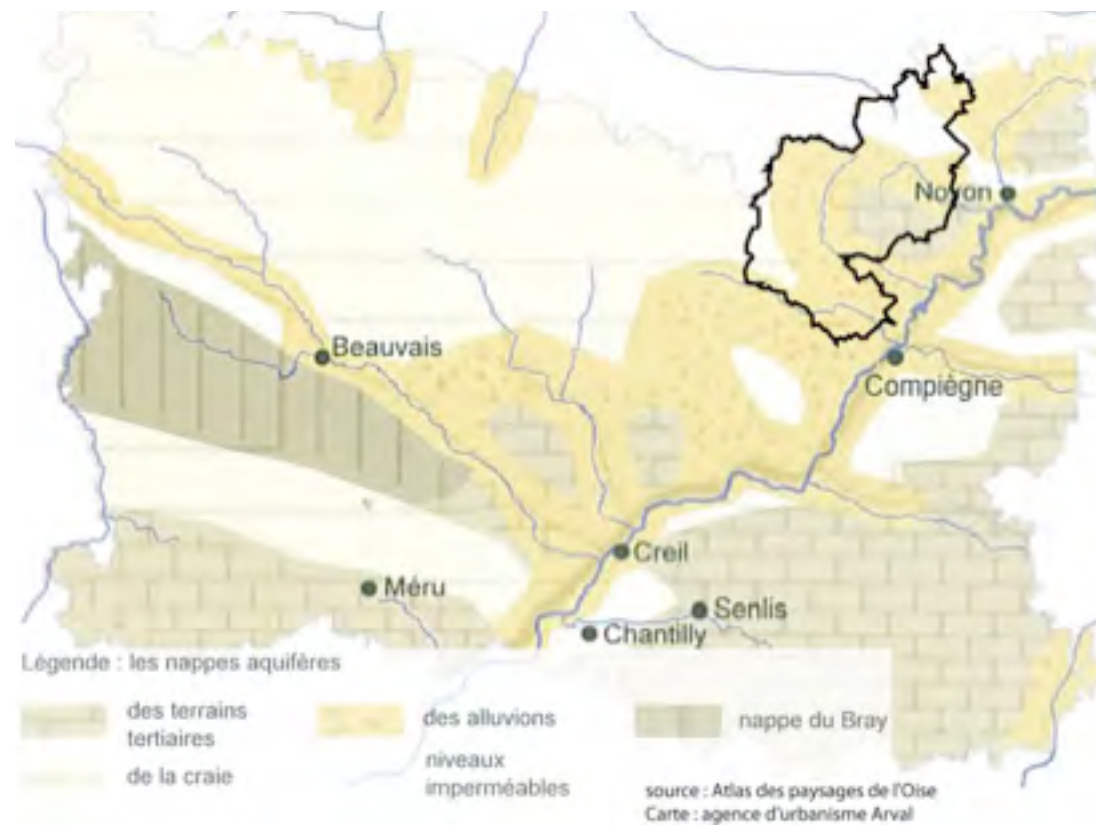 Noyon
Beauvais
Compiègne
Creil
Méru
Senlis
Chantilly
Légende : les nappes aquifères
des terrains
tertiaires
des alluvions
nappe du Bray
de la craie
niveaux
imperméables
source : Atlas des paysages de l'Oise
Carte : agence d'urbanisme Arval